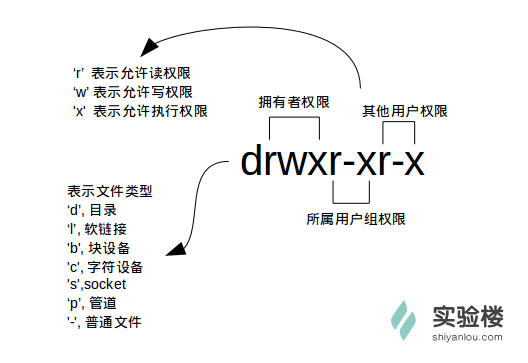 'r' 表示允许读权限
'w' 表示允许写权限
'x' 表示允许执行权限
拥有者权限
其他用户权限
drwxr-xr-x
所属用户组权限
表示文件类型
'd', 目录
'l', 软链接
'b', 块设备
'c', 字符设备
's',socket
'p', 管道
'-', 普通文件
实验楼
shiyanlou.com